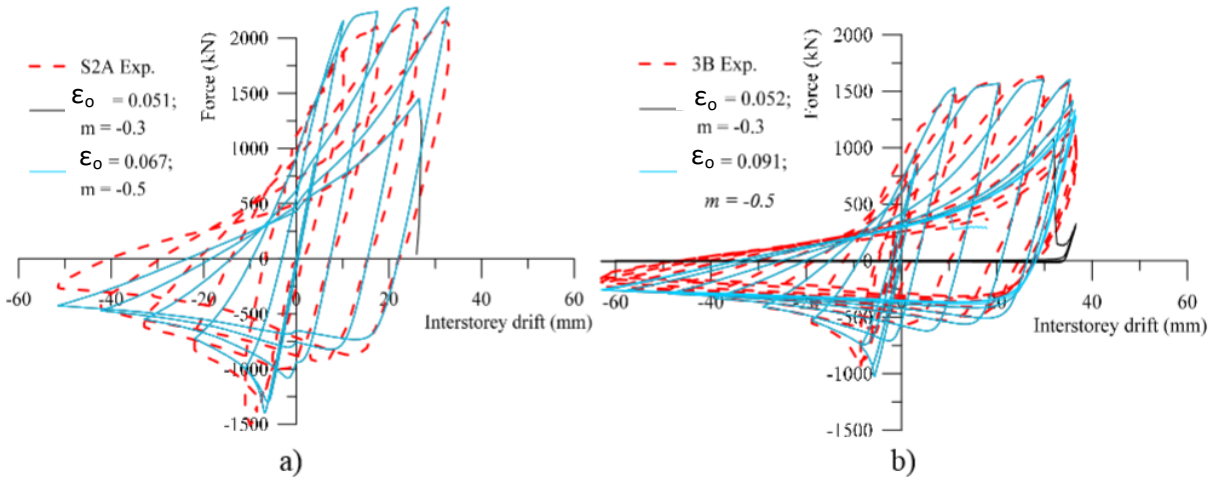 2000
S2A Exp.
1500
εo = 0.051;
m = -0.3
1000
εo = 0.067;
m = -0.5
500
0
-60
-40
-20
0
20
40
60
-500
Interstorey drift (mm)
-1000
-1500
Force (kN)
a)
2000
3B Exp.
1500
εo = 0.052;
m = -0.3
1000
εo = 0.091;
m = -0.5
500
0
-60
-40
-20
0
20
40
60
-500
Interstorey drift (mm)
-1000
-1500
Force (kN)
b)